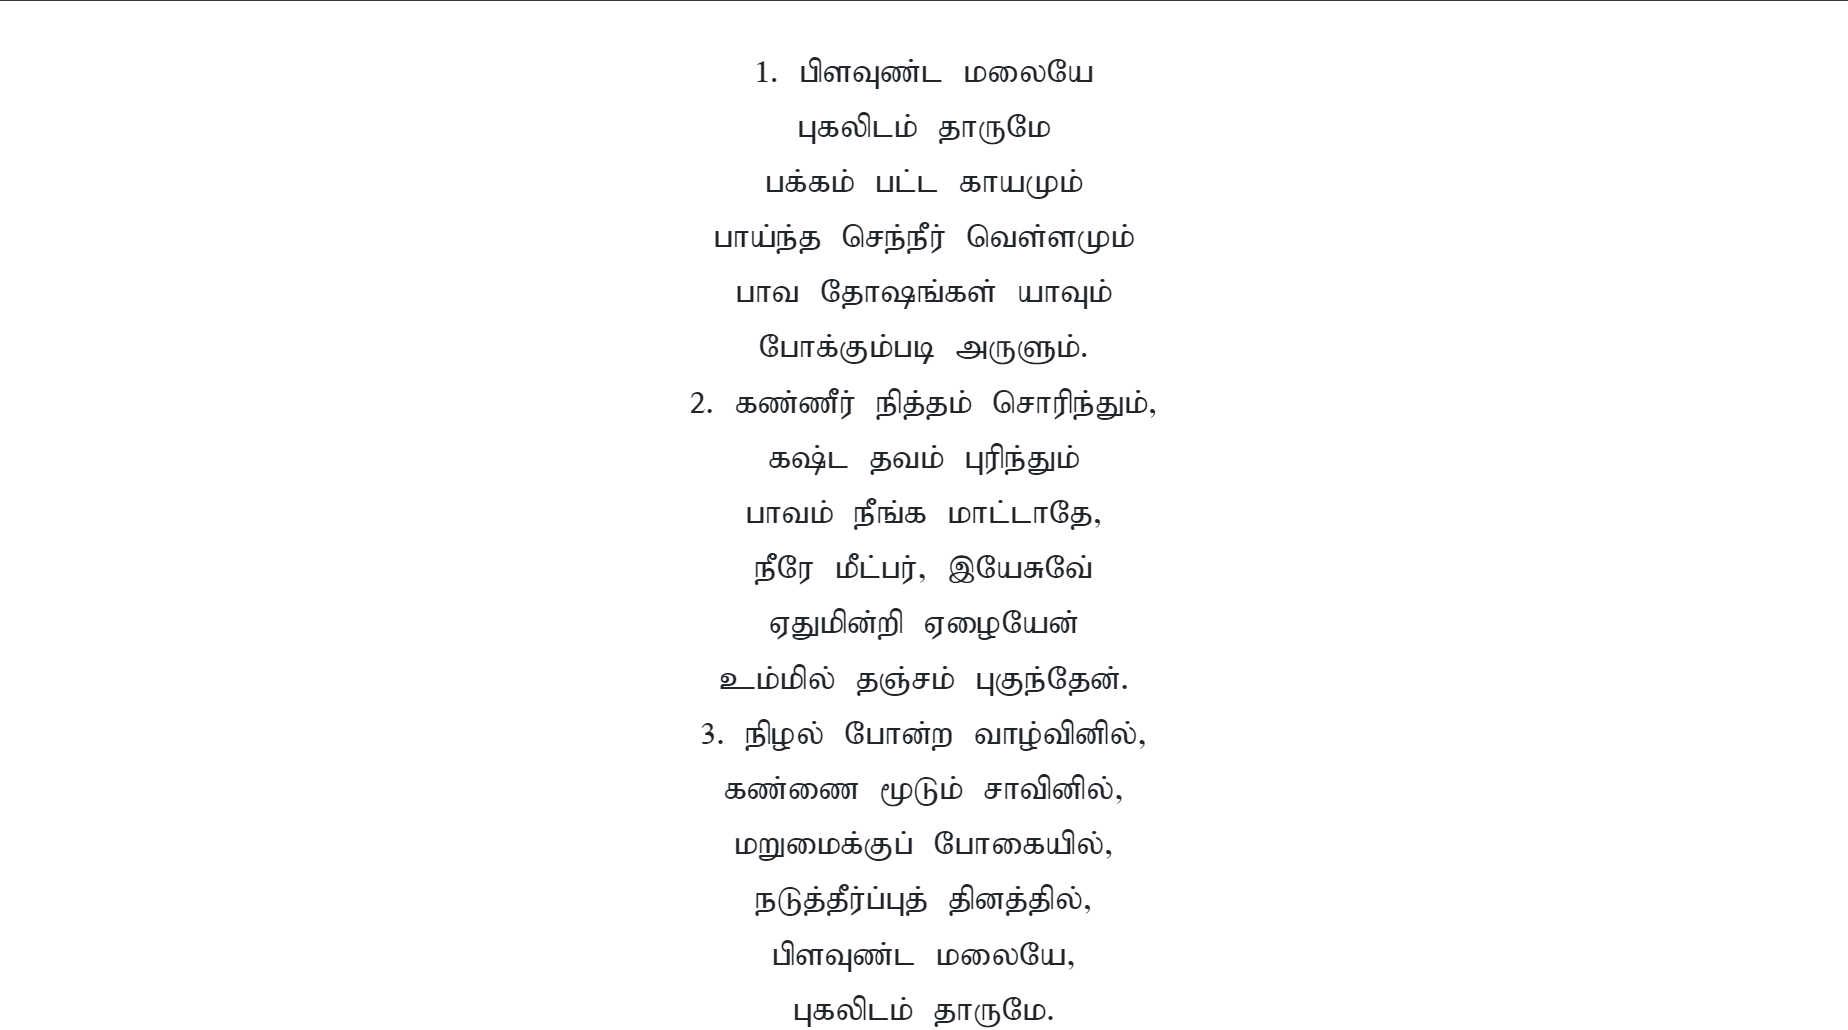 1. பிளவுண்ட மலையே
புகலிடம் தாருமே
பக்கம் பட்ட காயமும்
பாய்ந்த செந்நீர் வெள்ளமும்
பாவ தோஷங்கள் யாவும்
போக்கும்படி அருளும்.
2. கண்ணீர் நித்தம் சொரிந்தும்,
கஷ்ட தவம் புரிந்தும்
பாவம் நீங்க மாட்டாதே,
நீரே மீட்பர், இயேசுவே
ஏதுமின்றி ஏழையேன்
உம்மில் தஞ்சம் புகுந்தேன்.
3. நிழல் போன்ற வாழ்வினில்,
கண்ணை மூடும் சாவினில்,
மறுமைக்குப் போகையில்,
நடுத்தீர்ப்புத் தினத்தில்,
பிளவுண்ட மலையே,
புகலிடம் தாருமே.